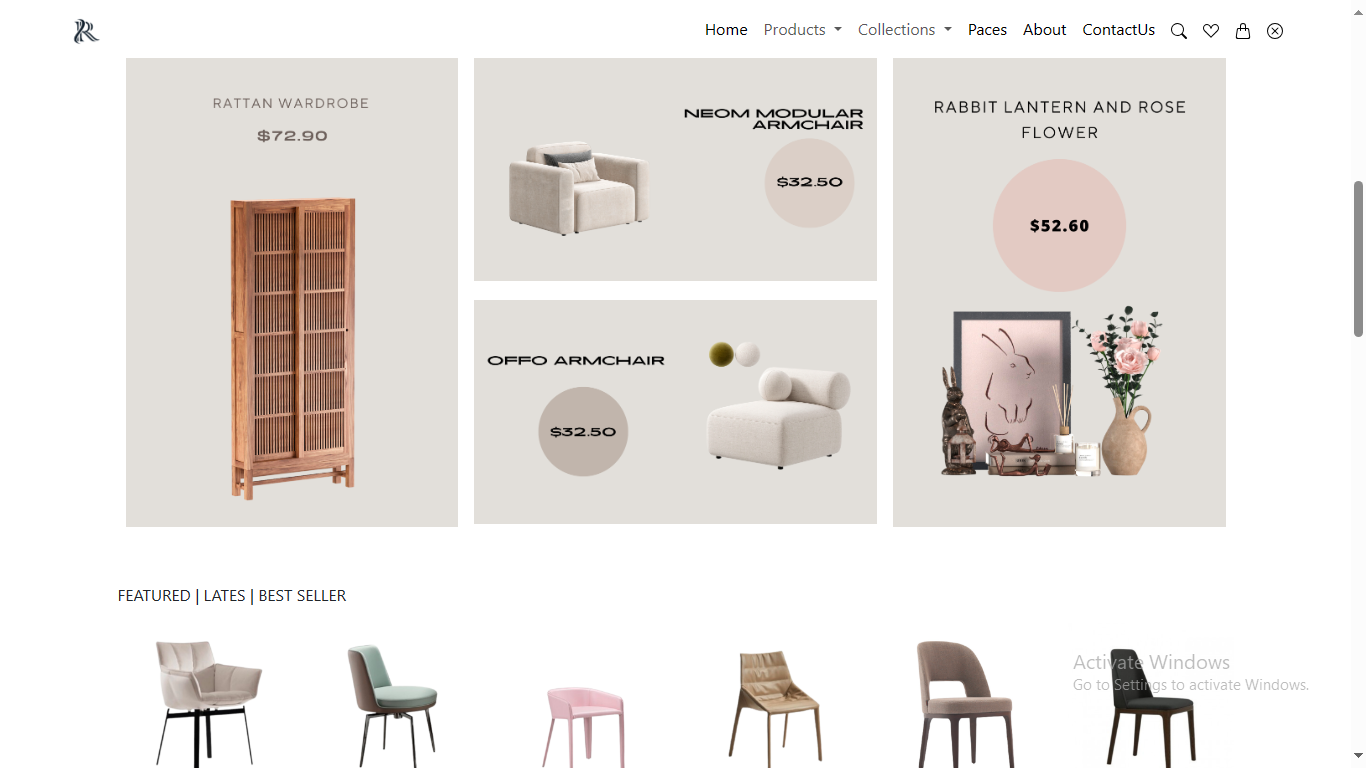 Home Products Collections Paces About ContactUs
RATTAN WARDROBE
$72.90
NEOM MODULAR
ARMCHAIR
$32.50
OFFO ARMCHAIR
$32.50
RABBIT LANTERN AND ROSE
FLOWER
$52.60
FEATURED | LATES | BEST SELLER
Activate Windows
Go to Settings to activate Windows.